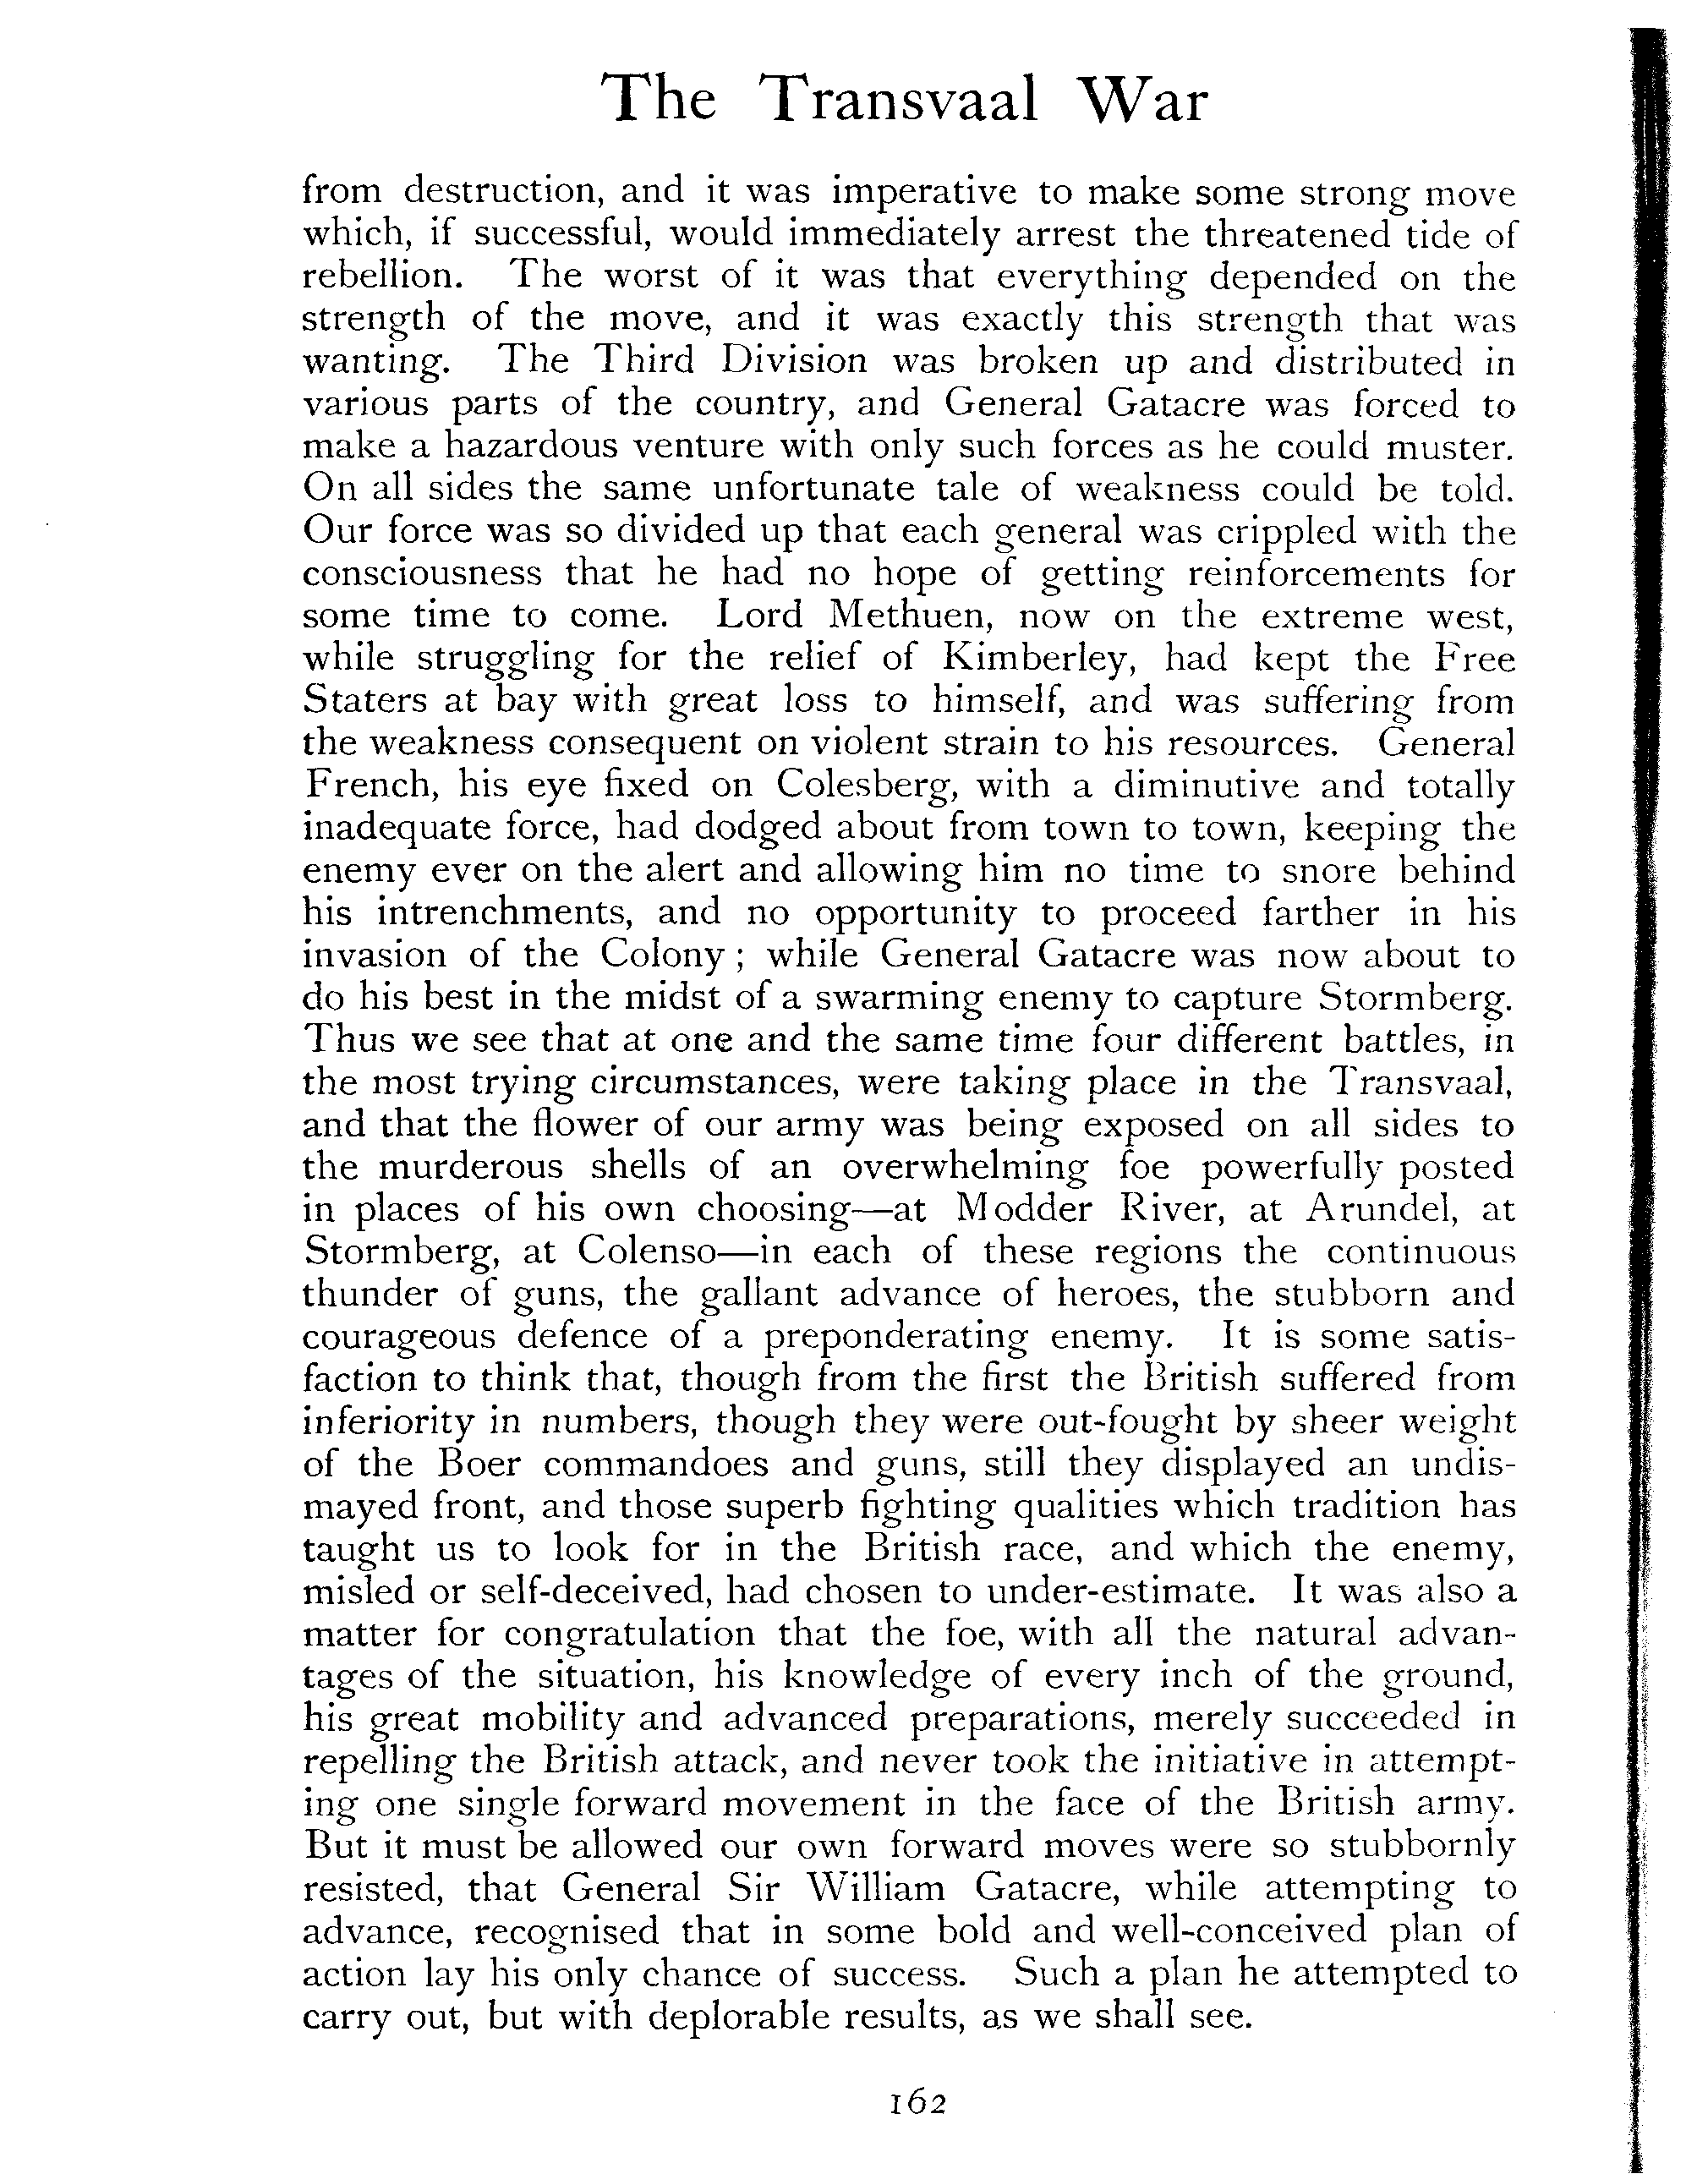 The Transvaal War
from destruction, and it was imperative to make some strong move
which, if successful, would immediately arrest the threatened tide of
rebellion. The worst of it was that everything depended on the
strength of the move, and it was exactly this strength that was
wanting. The Third Division was broken up and distributed in
various parts of the country, and General Gatacre was forced to
make a hazardous venture with only such forces as he could muster.
On all sides the same unfortunate tale of weakness could be told.
Our force was so divided up that each general was crippled with the
consciousness that he had no hope of getting reinforcements for
some time to come. Lord Methuen, now on the extreme west,
while struggling for the relief of Kimberley, had kept the Free
Staters at bay with great loss to himself, and was suffering from
the weakness consequent on violent strain to his resources. General
French, his eye fixed on Colesberg, with a diminutive and totally
inadequate force, had dodged about from town to town, keeping the
enemy ever on the alert and allowing him no time to snore behind
his intrenchments, and no opportunity to proceed farther in his
invasion of the Colony; while General Gatacre was now about to
do his best in the midst of a swarming enemy to capture Stormberg.
Thus we see that at one and the same time four different battles, in
the most trying circumstances, were taking place in the Transvaal,
and that the flower of our army was being exposed on all sides to
the murderous shells of an overwhelming foe powerfully posted
in places of his own choosing—at Modder River, at Arundel, at
Stormberg, at Colenso—in each of these regions the continuous
thunder of guns, the gallant advance of heroes, the stubborn and
courageous defence of a preponderating enemy. It is some satis-
faction to think that, though from the first the British suffered from
inferiority in numbers, though they were out-fought by sheer weight
of the Boer commandoes and guns, still they displayed an undis-
mayed front, and those superb fighting qualities which tradition has
taught us to look for in the British race, and which the enemy,
misled or self-deceived, had chosen to under-estimate. It was also a
matter for congratulation that the foe, with all the natural advan-
tages of the situation, his knowledge of every inch of the ground,
his great mobility and advanced preparations, merely succeeded in
repelling the British attack, and never took the initiative in attempt-
ing one single forward movement in the face of the British army.
But it must be allowed our own forward moves were so stubbornly
resisted, that General Sir William Gatacre, while attempting to
advance, recognised that in some bold and well-conceived plan of
action lay his only chance of success. Such a plan he attempted to
carry out, but with deplorable results, as we shall see.
162